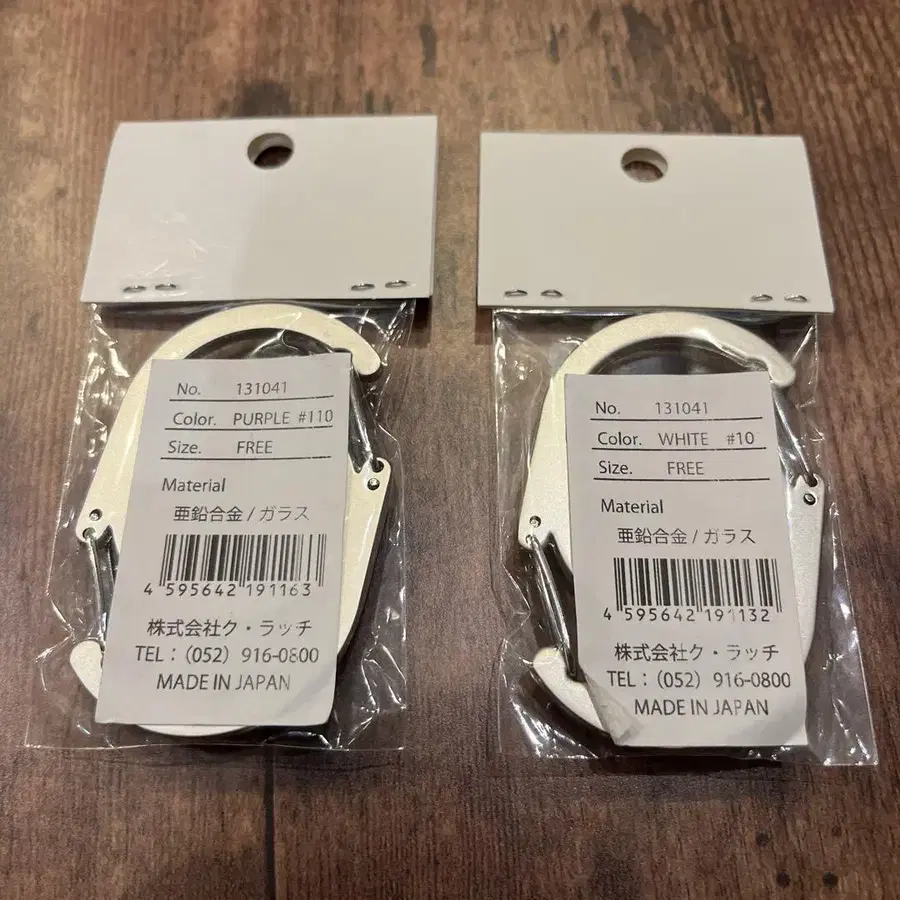 No. 131041
Color. PURPLE #110
Size. FREE
Material
亜鉛合金 / ガラス
4 595642 191163
株式会社ク・ラッチ
TEL:（052）916-0800
MADE IN JAPAN
No. 131041
Color. WHITE #10
Size. FREE
Material
亜鉛合金 / ガラス
4 595642 191132
株式会社ク・ラッチ
TEL:（052）916-0800
MADE IN JAPAN